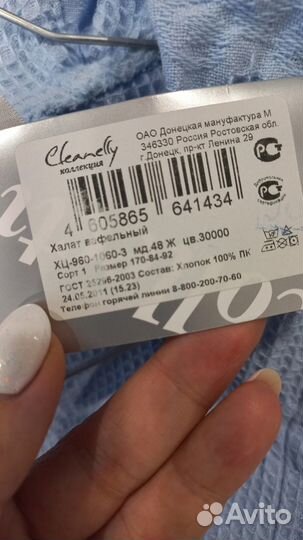 Cleanelly
коллекция
ОАО Донецкая мануфактура М
346330 Россия Ростовская обл.
г.Донецк, пр-кт Ленина 29
4 605865 641434
Халат вафельный
ХЦ-960-1060-3 мд.48 Ж цв.30000
Сорт 1 Размер 170-84-92
ГОСТ 25296-2003 Состав: Хлопок 100% ПК
24.05.2011 (15.23)
Телефон горячей линии 8-800-200-70-60
Avito